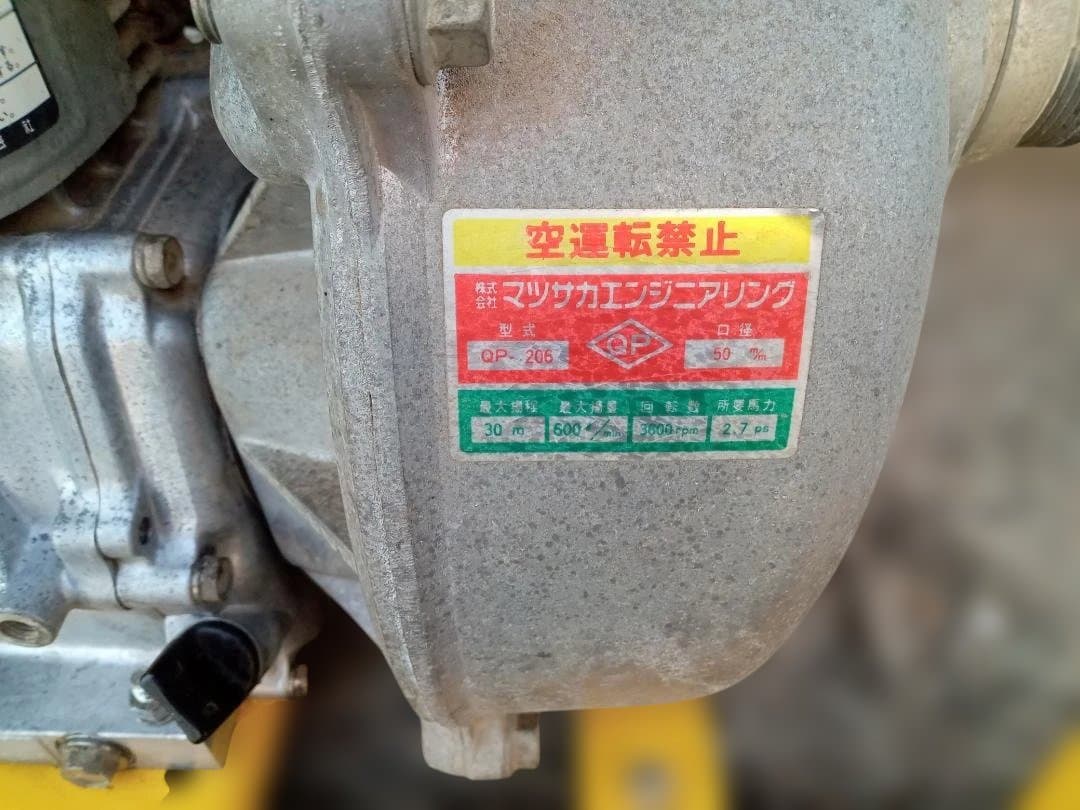 空運転禁止
株式会社 マツサカエンジニアリング
型式 QP 口径
QP-206 50 m/m
最大揚程 最大揚量 回転数 所要馬力
30 m 600 ℓ/min 3600 rpm 2.7 ps
社